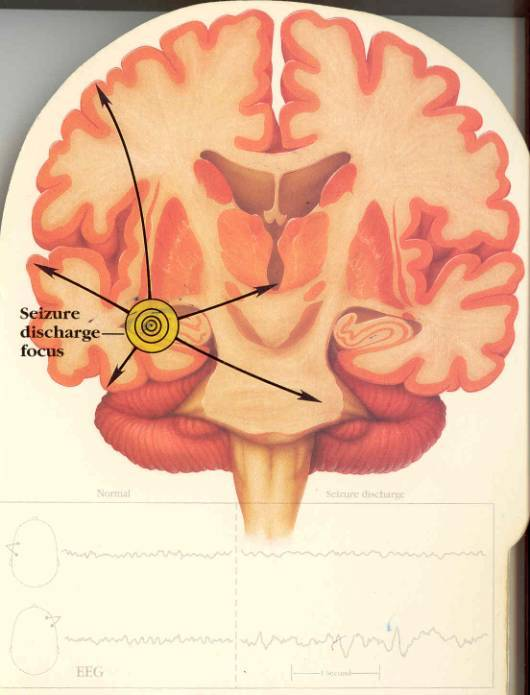 Seizure
discharge
focus
Normal
Seizure discharge
EEG
1 Second